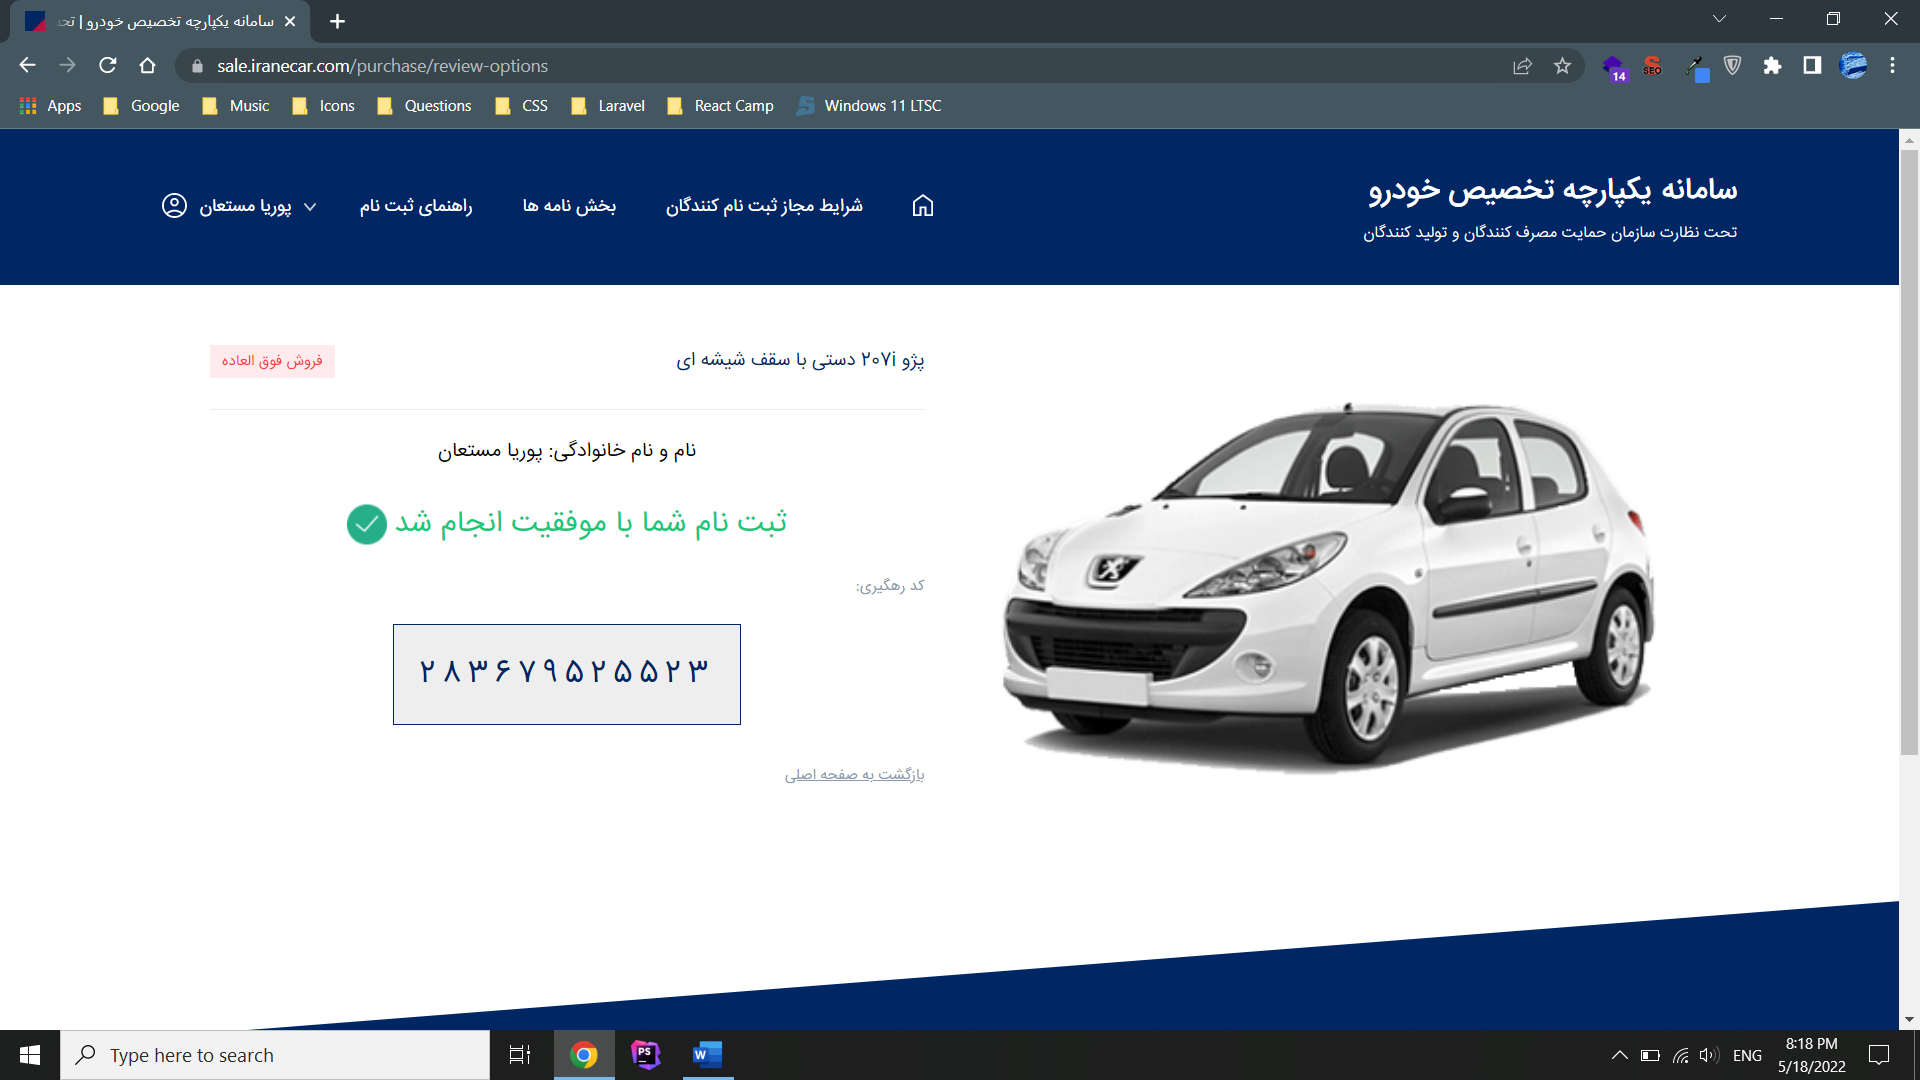 سامانه یکپارچه تخصیص خودرو | تحت
sale.iranecar.com/purchase/review-options
14
SEO
Apps
Google
Music
Icons
Questions
CSS
Laravel
React Camp
Windows 11 LTSC
سامانه یکپارچه تخصیص خودرو
تحت نظارت سازمان حمایت مصرف کنندگان و تولید کنندگان
شرایط مجاز ثبت نام کنندگان
بخش نامه ها
راهنمای ثبت نام
پوریا مستعان
پژو ۲۰۷i دستی با سقف شیشه ای
فروش فوق العاده
نام و نام خانوادگی: پوریا مستعان
ثبت نام شما با موفقیت انجام شد
کد رهگیری:
۲۸۳۶۷۹۵۲۵۵۲۳
بازگشت به صفحه اصلی
Type here to search
PS
W
ENG
8:18 PM
5/18/2022